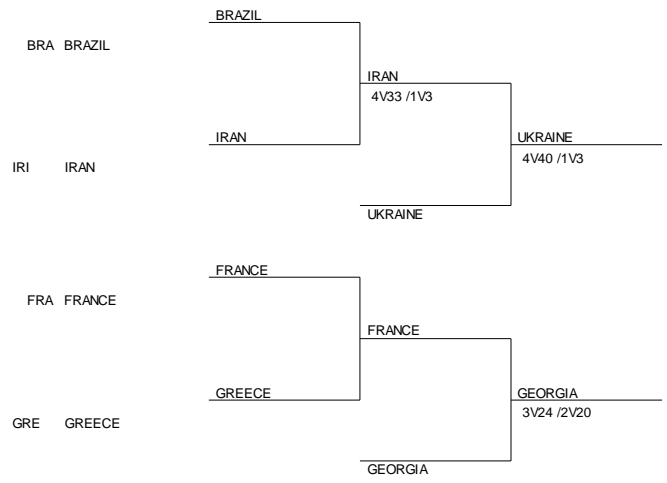 BRAZIL
BRA BRAZIL
IRAN
4V33 /1V3
IRAN
UKRAINE
4V40 /1V3
IRI IRAN
UKRAINE
FRANCE
FRA FRANCE
FRANCE
GREECE
GEORGIA
3V24 /2V20
GRE GREECE
GEORGIA